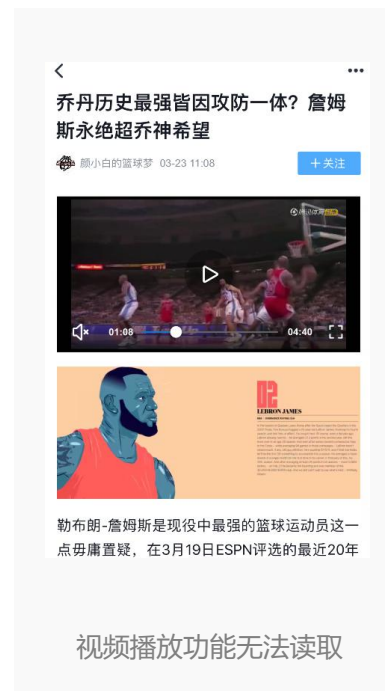 乔丹历史最强皆因攻防一体？詹姆
斯永绝超乔神希望
颜小白的篮球梦 03-23 11:08
＋关注
01:08
04:40
02
LEBRON JAMES
勒布朗-詹姆斯是现役中最强的篮球运动员这一
点毋庸置疑，在3月19日ESPN评选的最近20年
视频播放功能无法读取